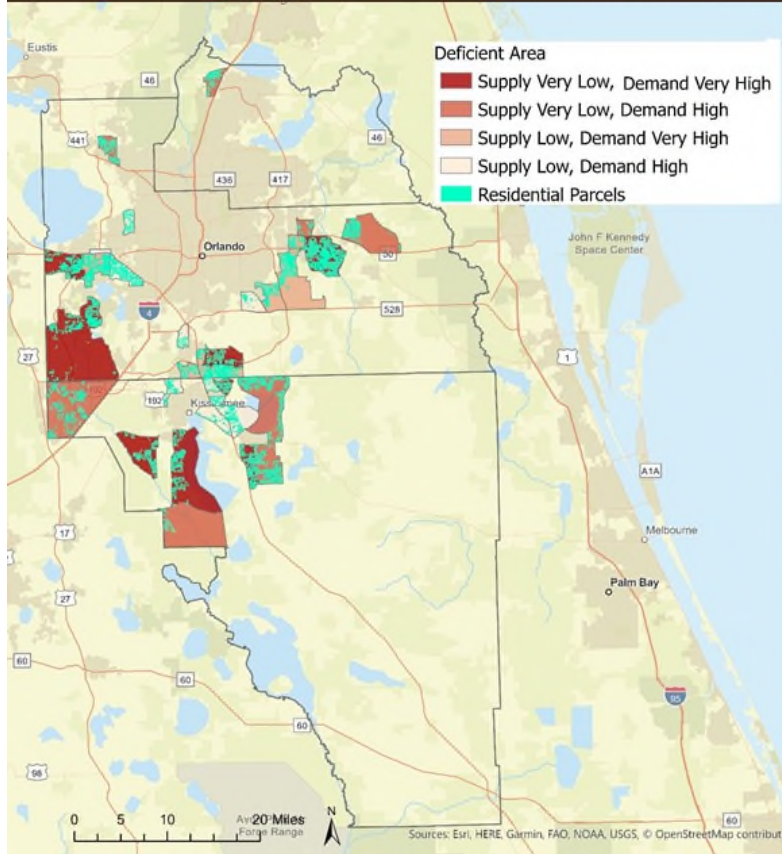 Eustis
46
Deficient Area
Supply Very Low, Demand Very High
Supply Very Low, Demand High
Supply Low, Demand Very High
Supply Low, Demand High
Residential Parcels
441
46
436
417
Orlando
50
John F Kennedy
Space Center
4
528
27
1
192
192
A1A
17
Melbourne
Palm Bay
27
60
60
95
60
98
0 5 10 20 Miles
N
Force Range
60
Sources: Esri, HERE, Garmin, FAO, NOAA, USGS, © OpenStreetMap contribut